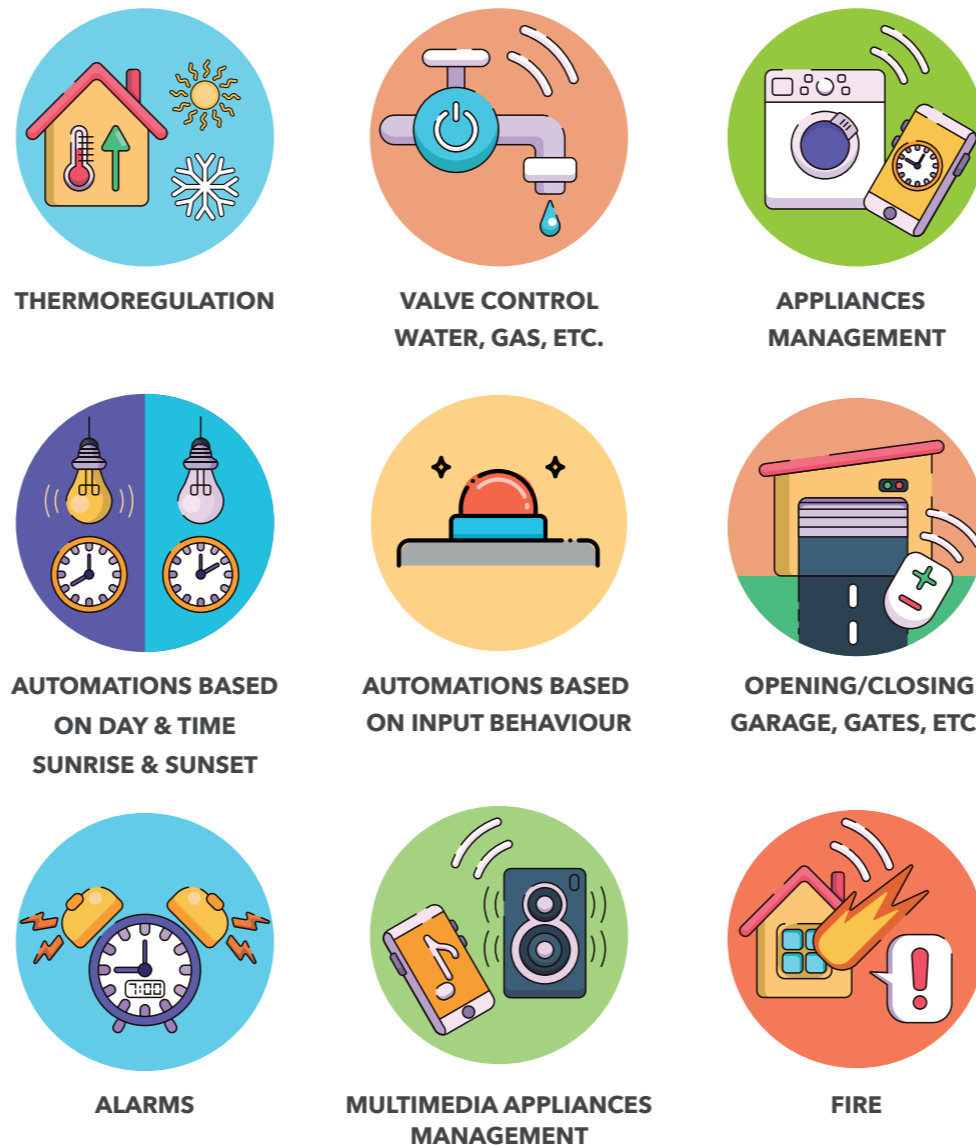 THERMOREGULATION
VALVE CONTROL
WATER, GAS, ETC.
APPLIANCES
MANAGEMENT
AUTOMATIONS BASED
ON DAY & TIME
SUNRISE & SUNSET
AUTOMATIONS BASED
ON INPUT BEHAVIOUR
OPENING/CLOSING
GARAGE, GATES, ETC
7:00
ALARMS
MULTIMEDIA APPLIANCES
MANAGEMENT
FIRE